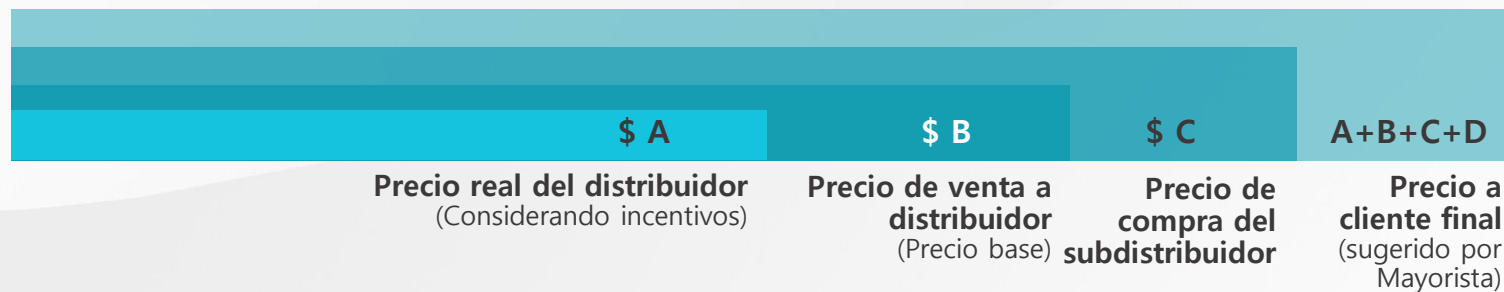 $ A
$ B
$ C
A+B+C+D
Precio real del distribuidor
(Considerando incentivos)
Precio de venta a
distribuidor
(Precio base)
Precio de
compra del
subdistribuidor
Precio a
cliente final
(sugerido por
Mayorista)